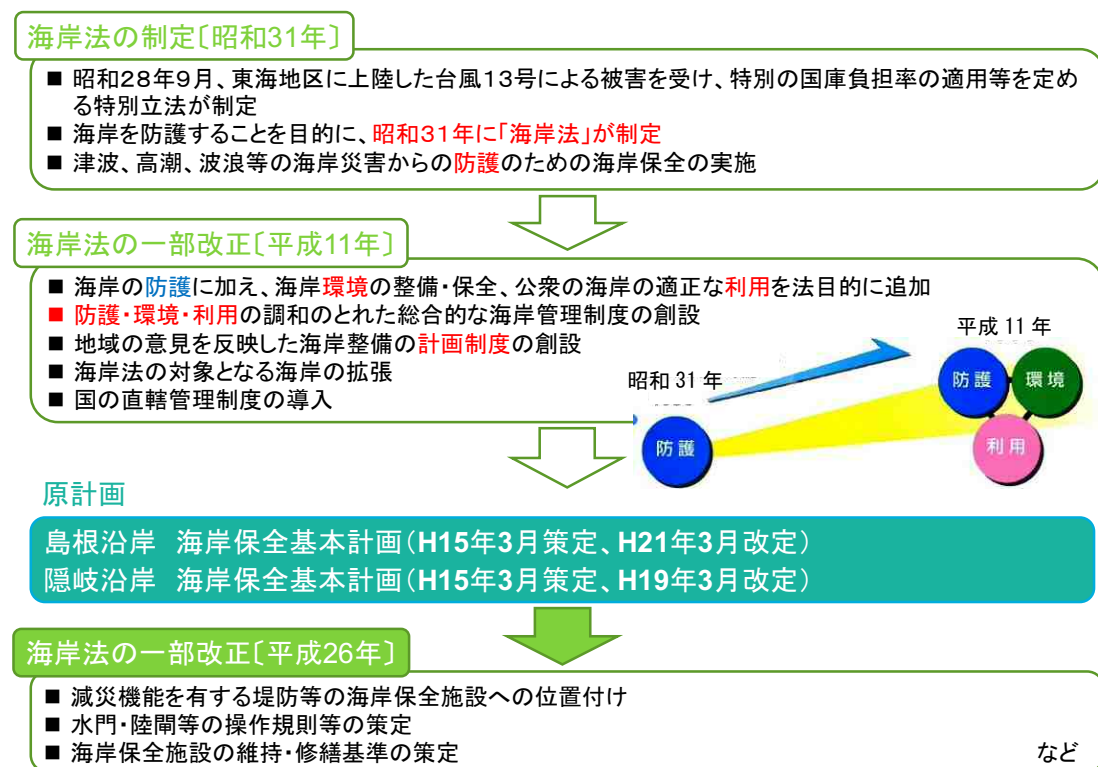 海岸法の制定〔昭和31年〕
■ 昭和28年9月、東海地区に上陸した台風13号による被害を受け、特別の国庫負担率の適用等を定め
る特別立法が制定
■ 海岸を防護することを目的に、昭和31年に「海岸法」が制定
■ 津波、高潮、波浪等の海岸災害からの防護のための海岸保全の実施
海岸法の一部改正〔平成11年〕
■ 海岸の防護に加え、海岸環境の整備・保全、公衆の海岸の適正な利用を法目的に追加
■ 防護・環境・利用の調和のとれた総合的な海岸管理制度の創設
■ 地域の意見を反映した海岸整備の計画制度の創設
■ 海岸法の対象となる海岸の拡張
■ 国の直轄管理制度の導入
昭和 31 年
防護
平成 11 年
防護
環境
利用
原計画
島根沿岸 海岸保全基本計画(H15年3月策定、H21年3月改定)
隠岐沿岸 海岸保全基本計画(H15年3月策定、H19年3月改定)
海岸法の一部改正〔平成26年〕
■ 減災機能を有する堤防等の海岸保全施設への位置付け
■ 水門・陸閘等の操作規則等の策定
■ 海岸保全施設の維持・修繕基準の策定
など